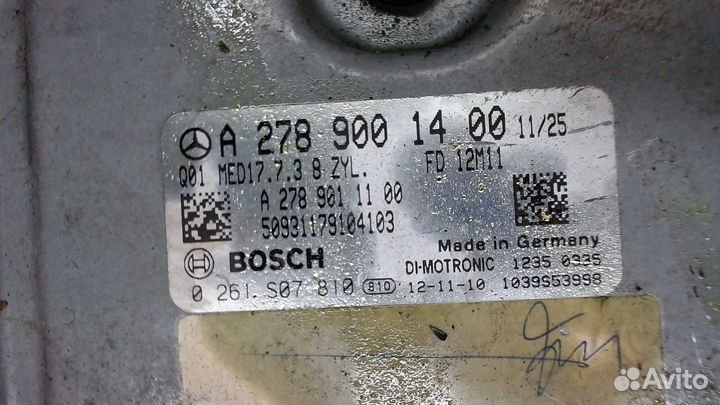 A 278 900 14 00 11/25
Q01 MED17.7.3 8 ZYL. FD 12M11
A 278 901 11 00
50931179104103
Made in Germany
BOSCH DI-MOTRONIC 1235 0335
0 261 S07 810 810 12-11-10 1039S53998
Avito